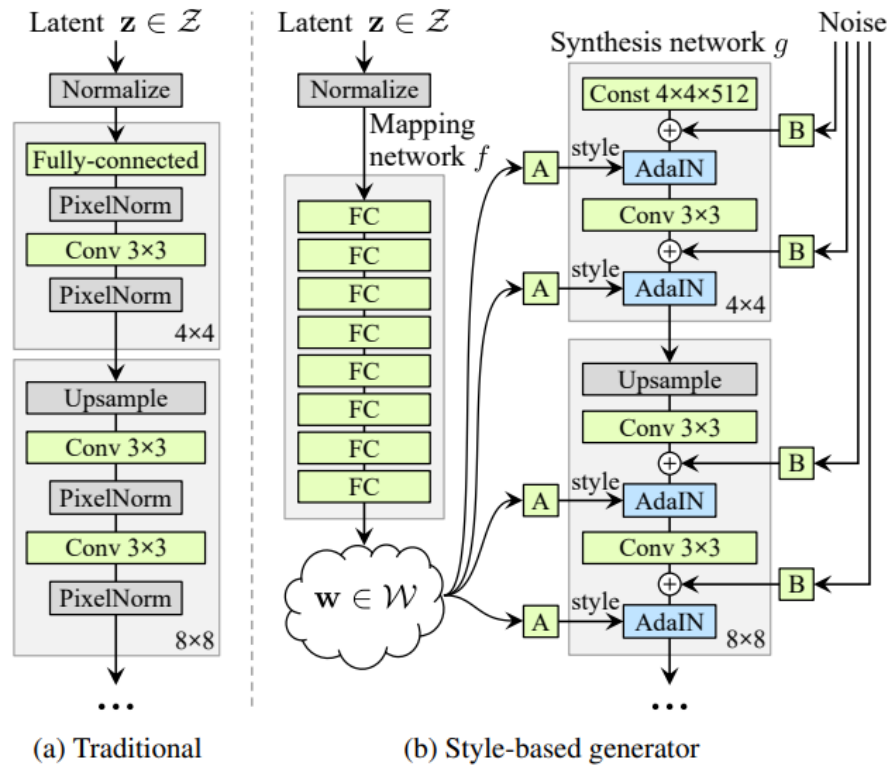 Latent z ∈ 𝒵
Normalize
Fully-connected
PixelNorm
Conv 3×3
PixelNorm
4×4
Upsample
Conv 3×3
PixelNorm
Conv 3×3
PixelNorm
8×8
...
(a) Traditional
Latent z ∈ 𝒵
Normalize
Mapping
network f
FC
FC
FC
FC
FC
FC
FC
FC
w ∈ 𝒲
A
style
A
style
A
style
A
style
Synthesis network g
Const 4×4×512
+
AdaIN
Conv 3×3
+
AdaIN
4×4
Upsample
Conv 3×3
+
AdaIN
Conv 3×3
+
AdaIN
8×8
...
Noise
B
B
B
B
(b) Style-based generator